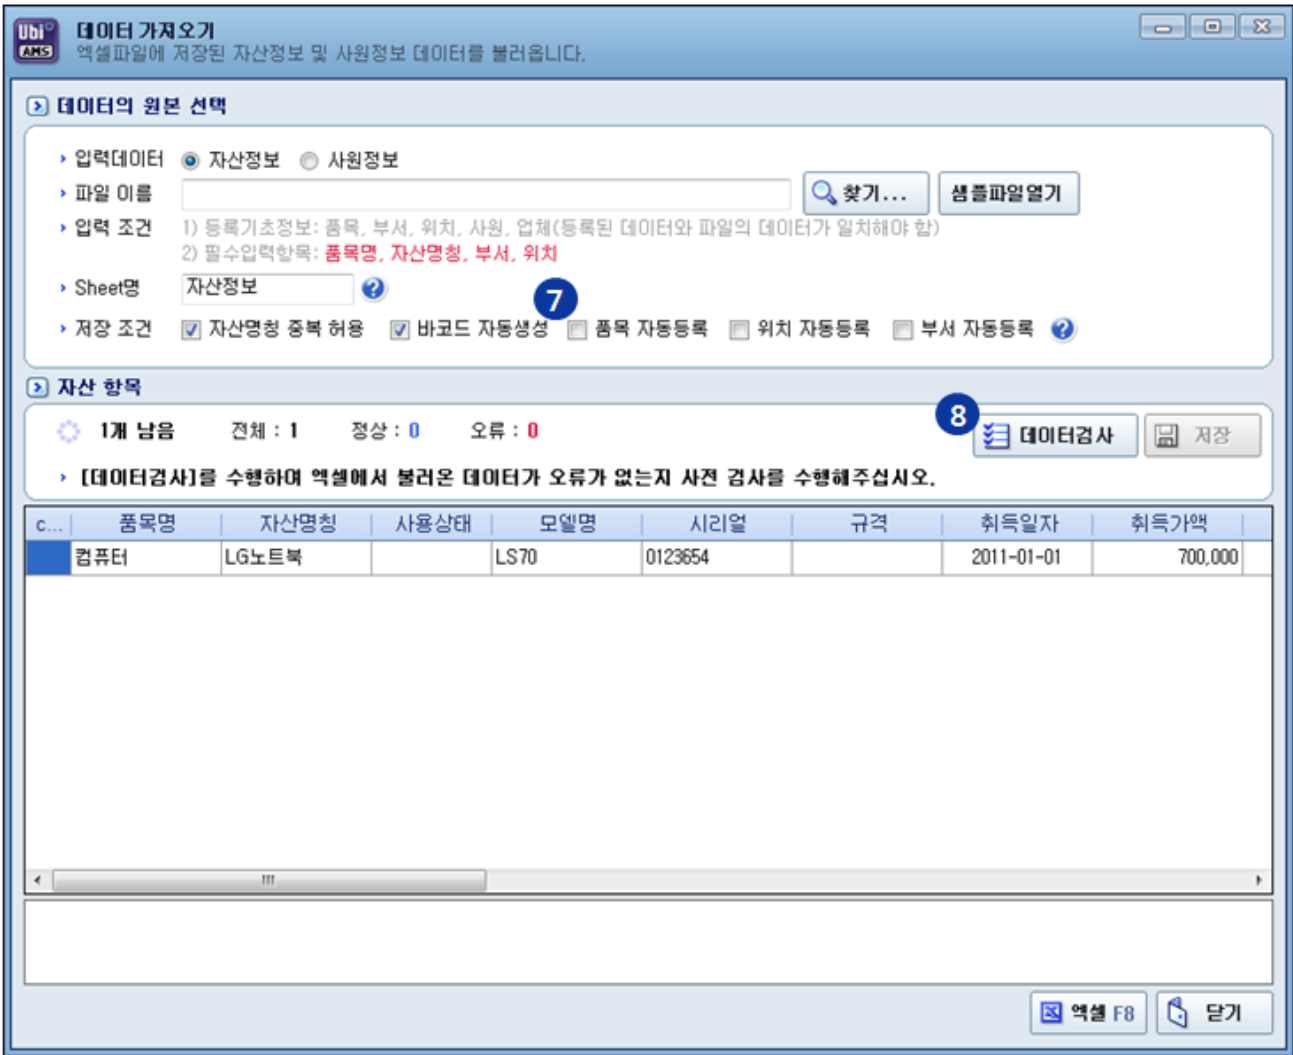 Ubi AMS 데이터 가져오기
엑셀파일에 저장된 자산정보 및 사원정보 데이터를 불러옵니다.
데이터의 원본 선택
입력데이터 자산정보 사원정보
파일 이름 찾기... 샘플파일열기
입력 조건 1) 등록기초정보: 품목, 부서, 위치, 사원, 업체(등록된 데이터와 파일의 데이터가 일치해야 함)
2) 필수입력항목: 품목명, 자산명칭, 부서, 위치
Sheet명 자산정보 ?
7
저장 조건 자산명칭 중복 허용 바코드 자동생성 품목 자동등록 위치 자동등록 부서 자동등록 ?
자산 항목
1개 남음 전체 : 1 정상 : 0 오류 : 0 8 데이터검사 저장
[데이터검사]를 수행하여 엑셀에서 불러온 데이터가 오류가 없는지 사전 검사를 수행해주십시오.
c... 품목명 자산명칭 사용상태 모델명 시리얼 규격 취득일자 취득가액
컴퓨터 LG노트북 LS70 0123654 2011-01-01 700,000
엑셀 F8 닫기